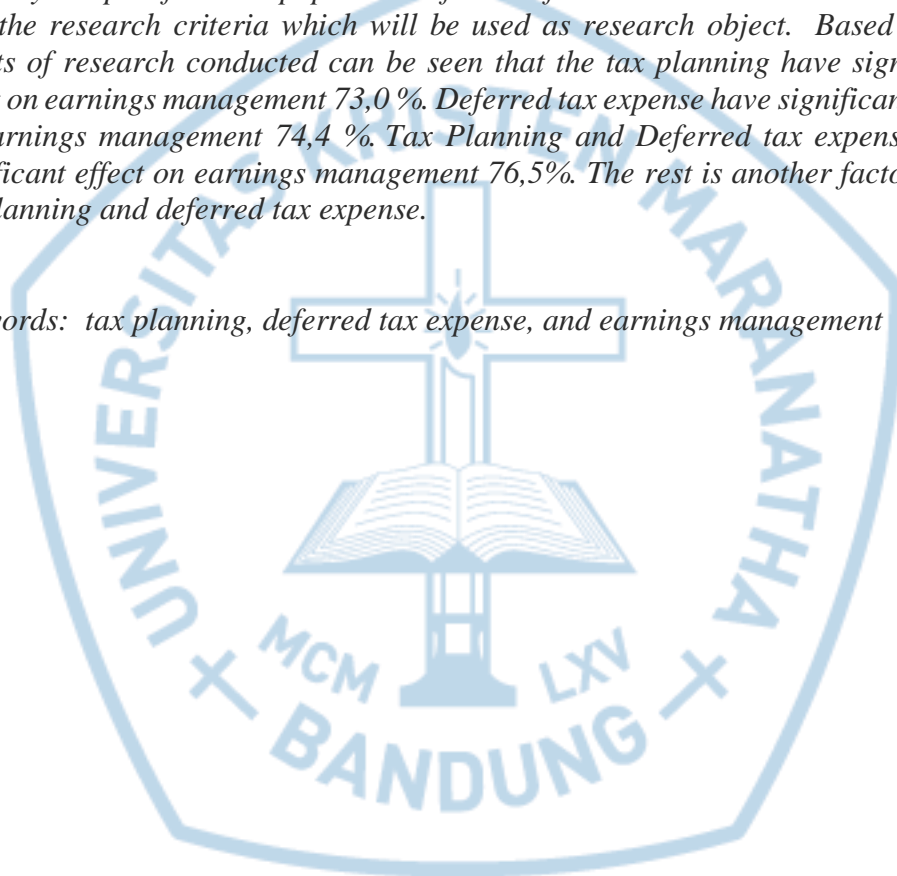 the research criteria which will be used as research object. Based
ts of research conducted can be seen that the tax planning have sign
on earnings management 73,0 %. Deferred tax expense have significan
arnings management 74,4 %. Tax Planning and Deferred tax expens
ficant effect on earnings management 76,5%. The rest is another facto
lanning and deferred tax expense.
ords: tax planning, deferred tax expense, and earnings management
UNIVERSITAS KRISTEN MARANATHA
MCM LXV
BANDUNG